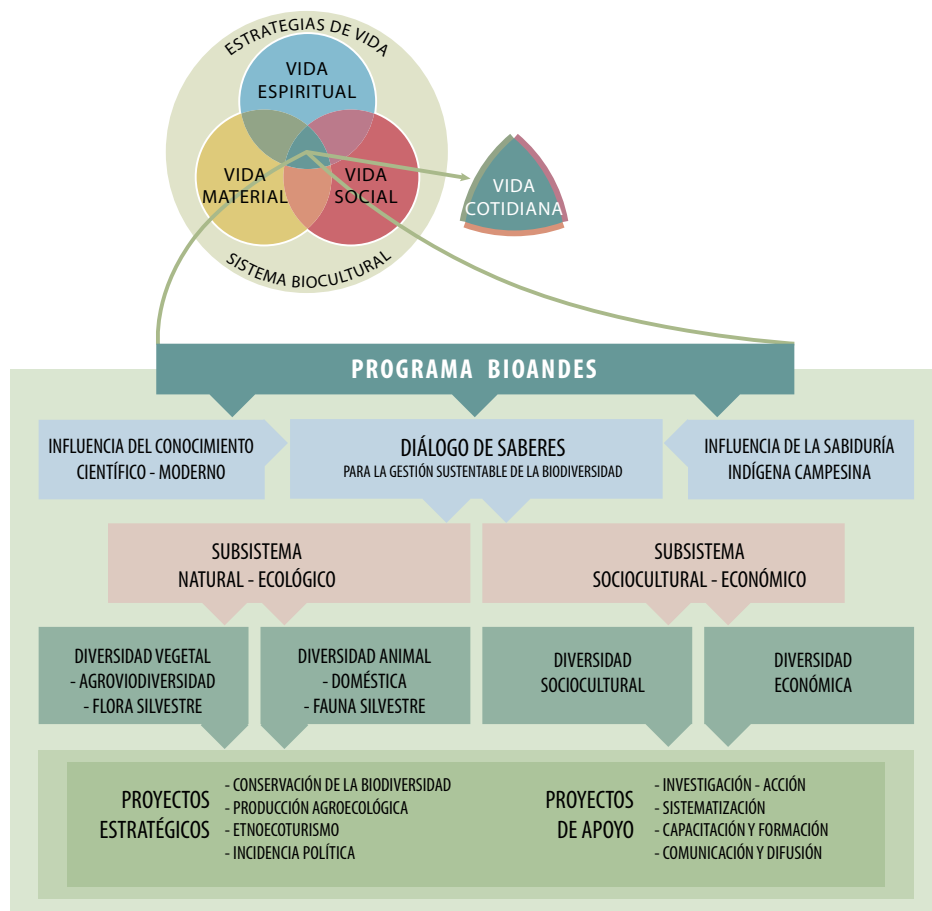 ESTRATEGIAS DE VIDA
VIDA
ESPIRITUAL
VIDA
MATERIAL
VIDA
SOCIAL
SISTEMA BIOCULTURAL
VIDA
COTIDIANA
PROGRAMA BIOANDES
INFLUENCIA DEL CONOCIMIENTO
CIENTÍFICO - MODERNO
DIÁLOGO DE SABERES
PARA LA GESTIÓN SUSTENTABLE DE LA BIODIVERSIDAD
INFLUENCIA DE LA SABIDURÍA
INDÍGENA CAMPESINA
SUBSISTEMA
NATURAL - ECOLÓGICO
SUBSISTEMA
SOCIOCULTURAL - ECONÓMICO
DIVERSIDAD VEGETAL
- AGROVIODIVERSIDAD
- FLORA SILVESTRE
DIVERSIDAD ANIMAL
- DOMÉSTICA
- FAUNA SILVESTRE
DIVERSIDAD
SOCIOCULTURAL
DIVERSIDAD
ECONÓMICA
PROYECTOS
ESTRATÉGICOS
- CONSERVACIÓN DE LA BIODIVERSIDAD
- PRODUCCIÓN AGROECOLÓGICA
- ETNOECOTURISMO
- INCIDENCIA POLÍTICA
PROYECTOS
DE APOYO
- INVESTIGACIÓN - ACCIÓN
- SISTEMATIZACIÓN
- CAPACITACIÓN Y FORMACIÓN
- COMUNICACIÓN Y DIFUSIÓN